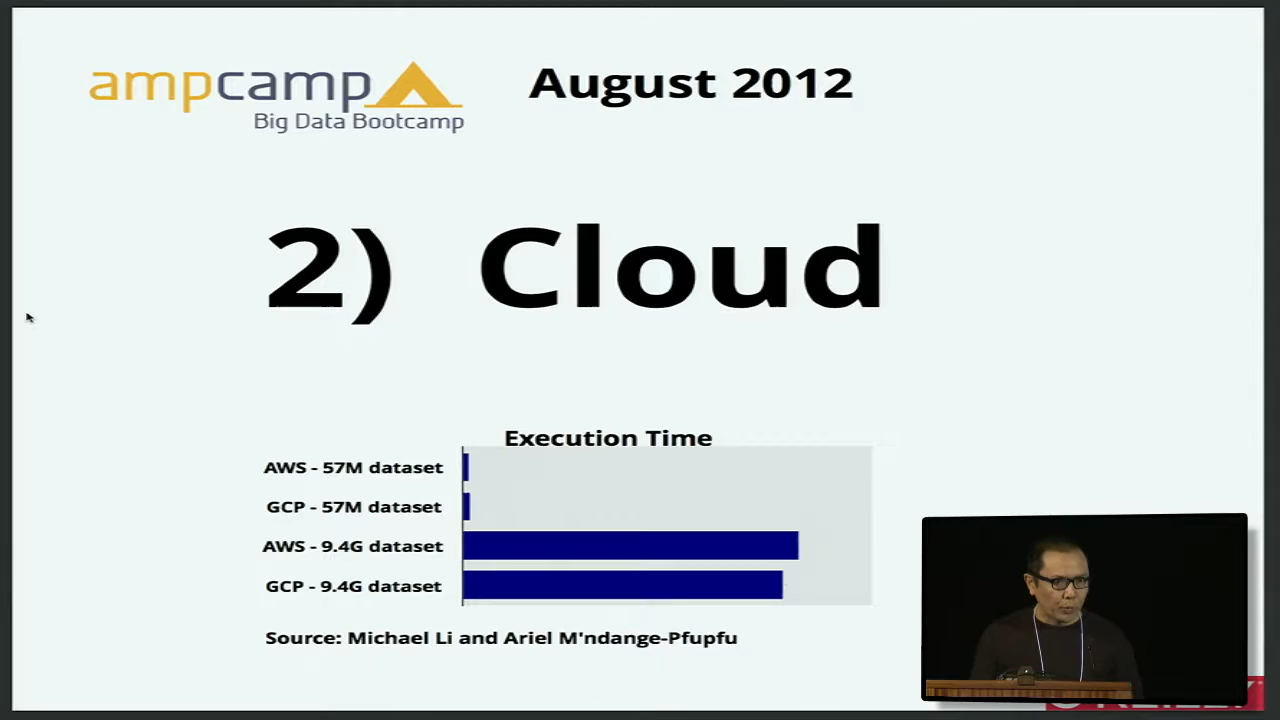 ampcamp
Big Data Bootcamp
August 2012
2) Cloud
Execution Time
AWS - 57M dataset
GCP - 57M dataset
AWS - 9.4G dataset
GCP - 9.4G dataset
Source: Michael Li and Ariel M'ndange-Pfupfu